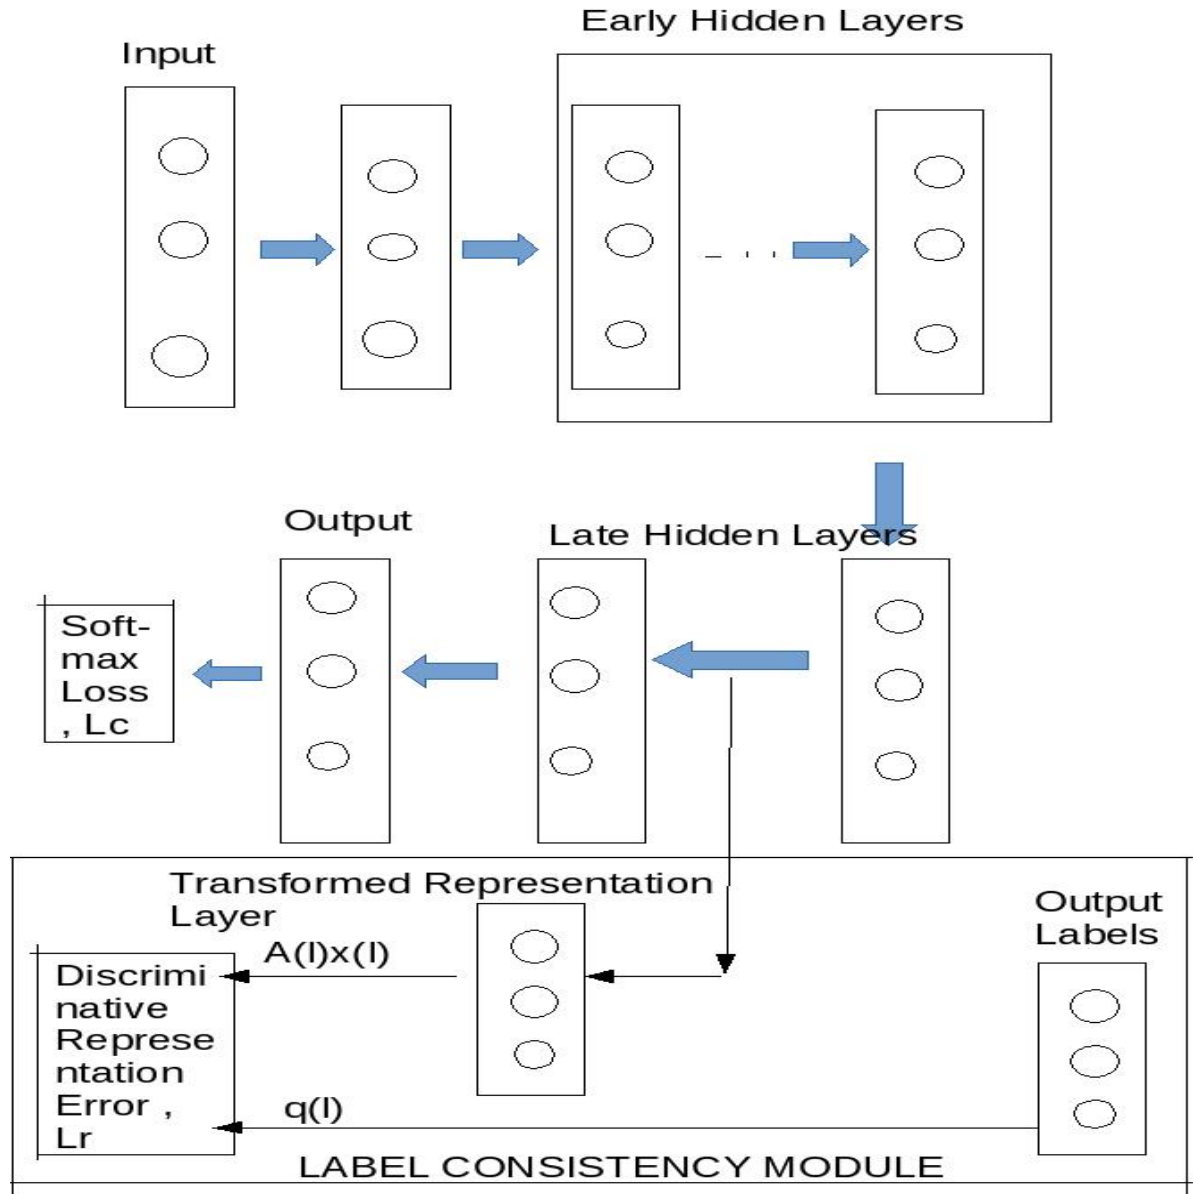 Early Hidden Layers
Input
Output
Late Hidden Layers
Soft-
max
Loss
, Lc
Transformed Representation
Layer
Output
Labels
A(l)x(l)
Discrimi
native
Represe
ntation
Error ,
Lr
q(l)
LABEL CONSISTENCY MODULE